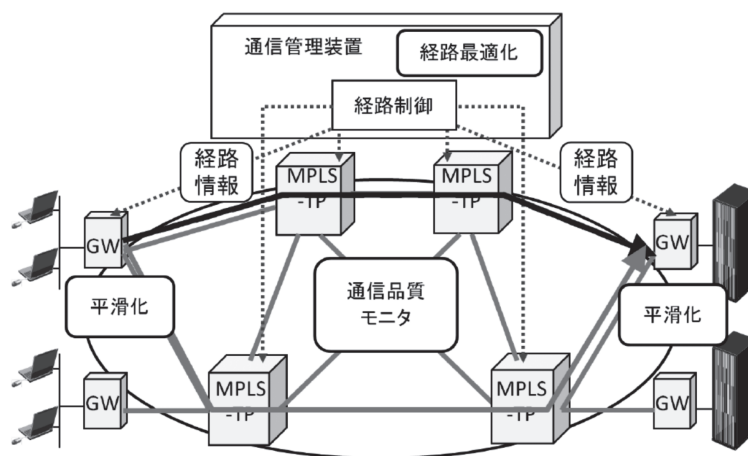 通信管理装置
経路最適化
経路制御
経路
情報
経路
情報
MPLS
-TP
MPLS
-TP
GW
GW
平滑化
通信品質
モニタ
平滑化
MPLS
-TP
MPLS
-TP
GW
GW